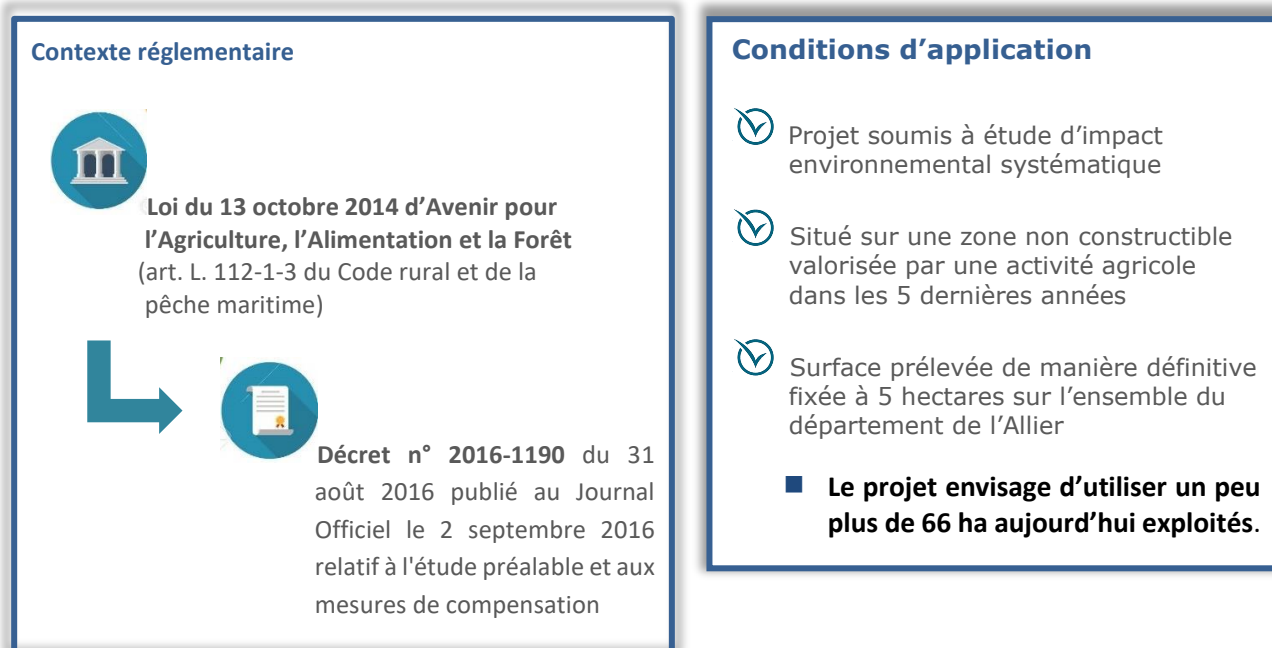 Contexte réglementaire
Loi du 13 octobre 2014 d’Avenir pour
l’Agriculture, l’Alimentation et la Forêt
(art. L. 112-1-3 du Code rural et de la
pêche maritime)
Décret n° 2016-1190 du 31
août 2016 publié au Journal
Officiel le 2 septembre 2016
relatif à l'étude préalable et aux
mesures de compensation
Conditions d’application
Projet soumis à étude d’impact
environnemental systématique
Situé sur une zone non constructible
valorisée par une activité agricole
dans les 5 dernières années
Surface prélevée de manière définitive
fixée à 5 hectares sur l’ensemble du
département de l’Allier
Le projet envisage d’utiliser un peu
plus de 66 ha aujourd’hui exploités.